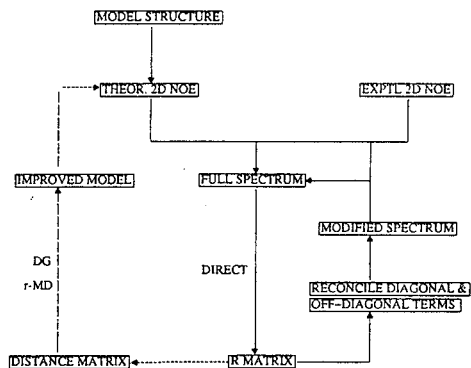 MODEL STRUCTURE
THEOR. 2D NOE
EXPTL 2D NOE
IMPROVED MODEL
FULL SPECTRUM
MODIFIED SPECTRUM
DG
r-MD
DIRECT
RECONCILE DIAGONAL &
OFF-DIAGONAL TERMS
DISTANCE MATRIX
R MATRIX